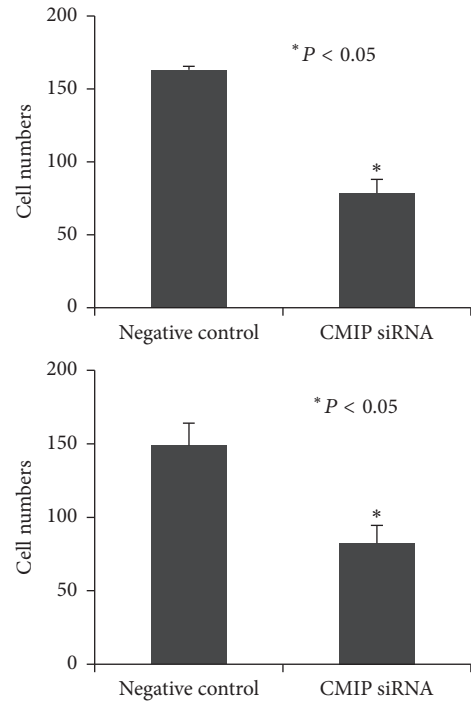 200
* P < 0.05
150
Cell numbers
100
*
50
0
Negative control CMIP siRNA
200
* P < 0.05
150
Cell numbers
100
*
50
0
Negative control CMIP siRNA